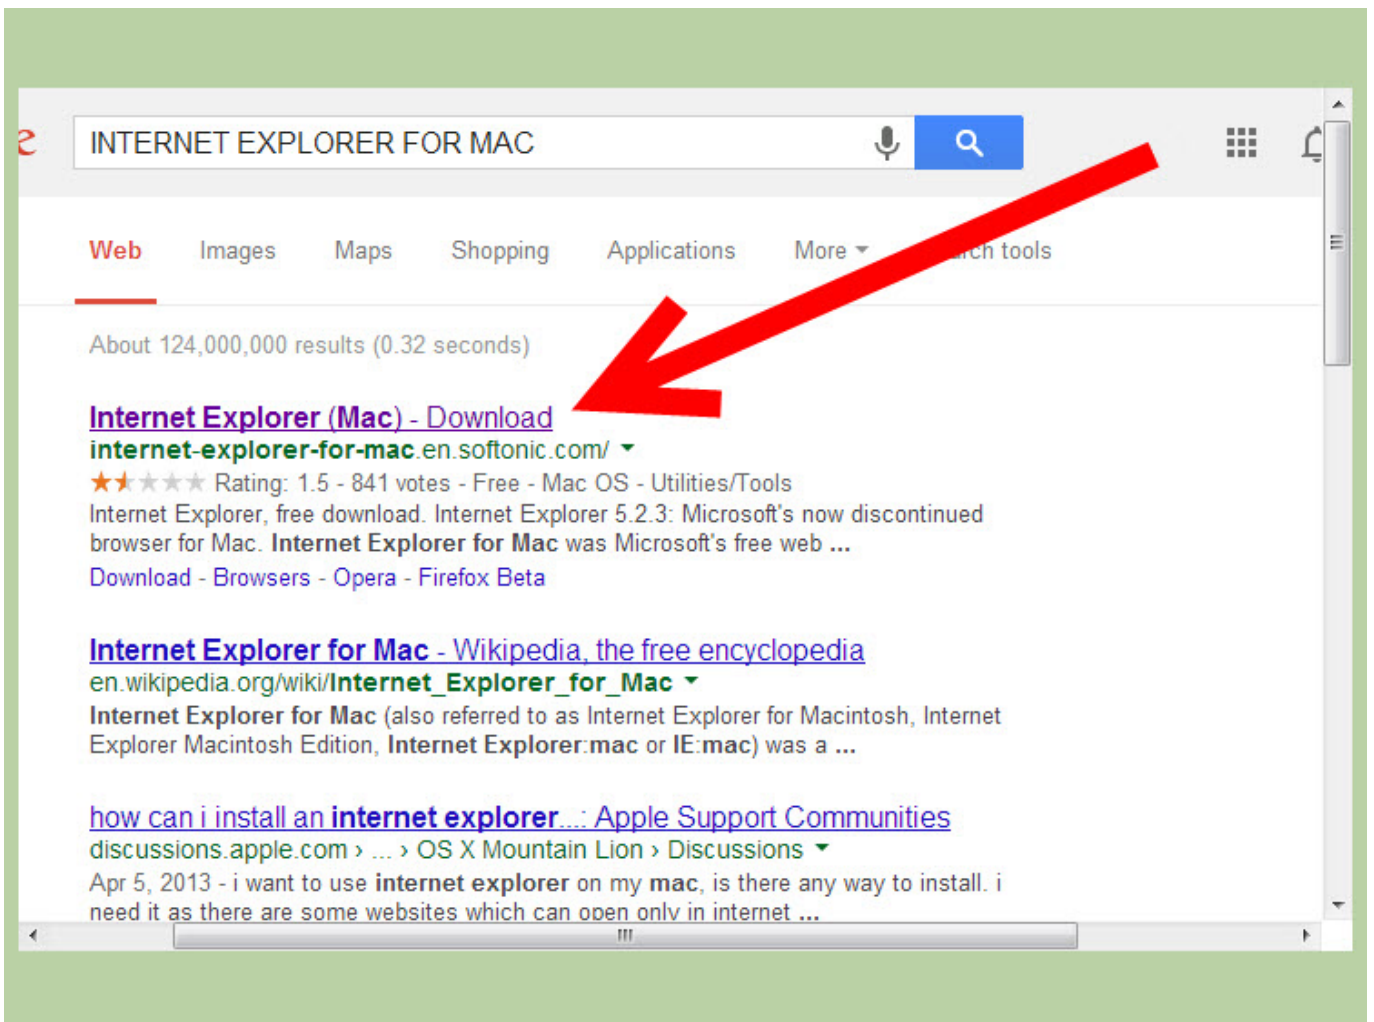 e INTERNET EXPLORER FOR MAC
Web Images Maps Shopping Applications More tools
About 124,000,000 results (0.32 seconds)
Internet Explorer (Mac) - Download
internet-explorer-for-mac.en.softonic.com/
Rating: 1.5 - 841 votes - Free - Mac OS - Utilities/Tools
Internet Explorer, free download. Internet Explorer 5.2.3: Microsoft's now discontinued
browser for Mac. Internet Explorer for Mac was Microsoft's free web ...
Download - Browsers - Opera - Firefox Beta
Internet Explorer for Mac - Wikipedia, the free encyclopedia
en.wikipedia.org/wiki/Internet_Explorer_for_Mac
Internet Explorer for Mac (also referred to as Internet Explorer for Macintosh, Internet
Explorer Macintosh Edition, Internet Explorer:mac or IE:mac) was a ...
how can i install an internet explorer...: Apple Support Communities
discussions.apple.com › ... › OS X Mountain Lion › Discussions
Apr 5, 2013 - i want to use internet explorer on my mac, is there any way to install. i
need it as there are some websites which can open only in internet ...